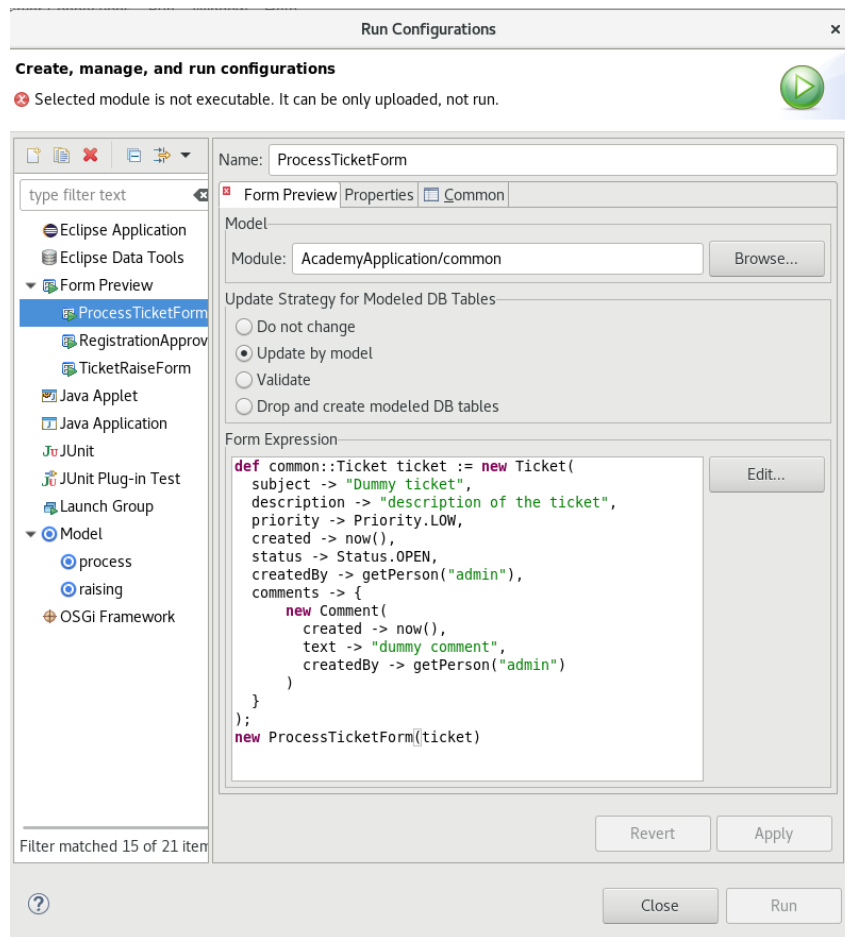 Run Configurations
×
Create, manage, and run configurations
Selected module is not executable. It can be only uploaded, not run.
Name: ProcessTicketForm
type filter text
Form Preview Properties Common
Model
Module: AcademyApplication/common Browse...
Update Strategy for Modeled DB Tables
Do not change
Update by model
Validate
Drop and create modeled DB tables
Form Expression
def common::Ticket ticket := new Ticket(
subject -> "Dummy ticket",
description -> "description of the ticket",
priority -> Priority.LOW,
created -> now(),
status -> Status.OPEN,
createdBy -> getPerson("admin"),
comments -> {
new Comment(
created -> now(),
text -> "dummy comment",
createdBy -> getPerson("admin")
)
}
);
new ProcessTicketForm(ticket)
Edit...
Eclipse Application
Eclipse Data Tools
Form Preview
ProcessTicketForm
RegistrationApprov
TicketRaiseForm
Java Applet
Java Application
Ju JUnit
JUnit Plug-in Test
Launch Group
Model
process
raising
OSGi Framework
Filter matched 15 of 21 item
Revert Apply
? Close Run